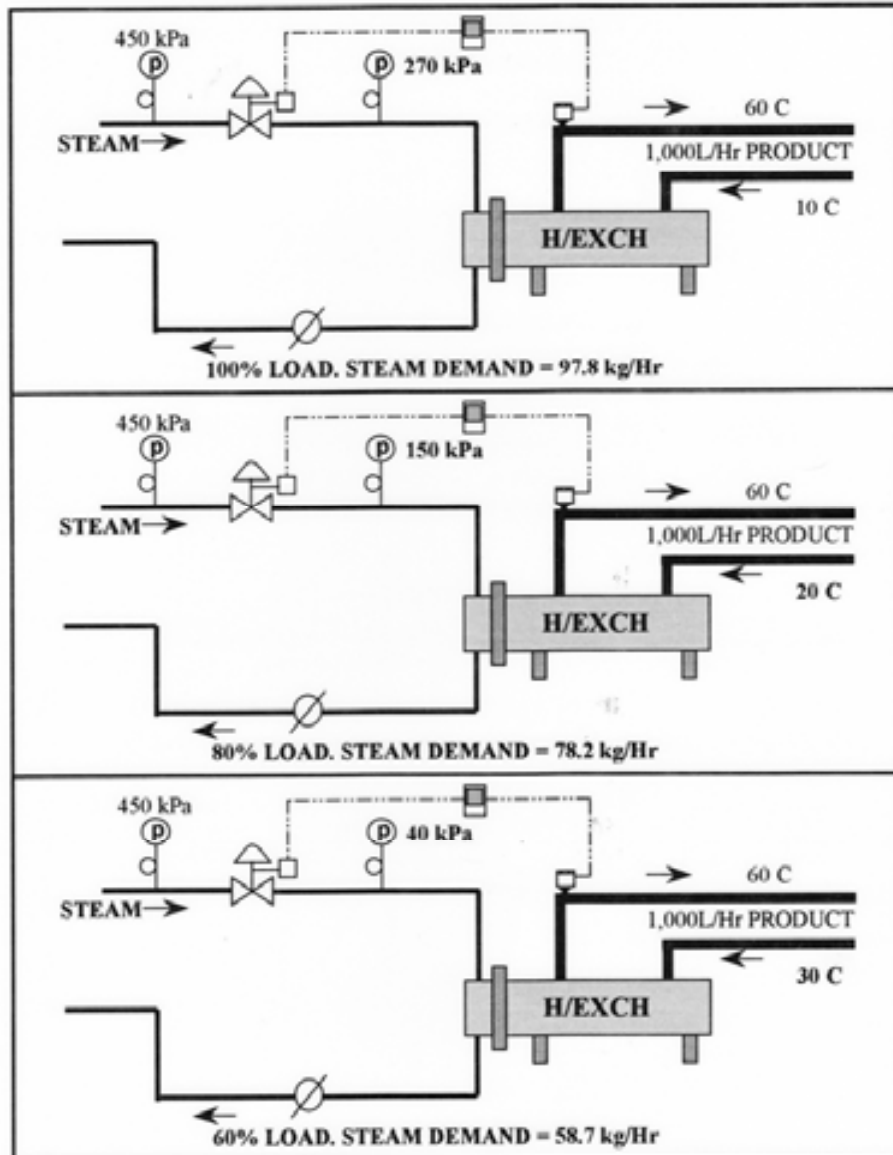 450 kPa
P
P
270 kPa
STEAM
60 C
1,000L/Hr PRODUCT
10 C
H/EXCH
100% LOAD. STEAM DEMAND = 97.8 kg/Hr
450 kPa
P
P
150 kPa
STEAM
60 C
1,000L/Hr PRODUCT
20 C
H/EXCH
80% LOAD. STEAM DEMAND = 78.2 kg/Hr
450 kPa
P
P
40 kPa
STEAM
60 C
1,000L/Hr PRODUCT
30 C
H/EXCH
60% LOAD. STEAM DEMAND = 58.7 kg/Hr